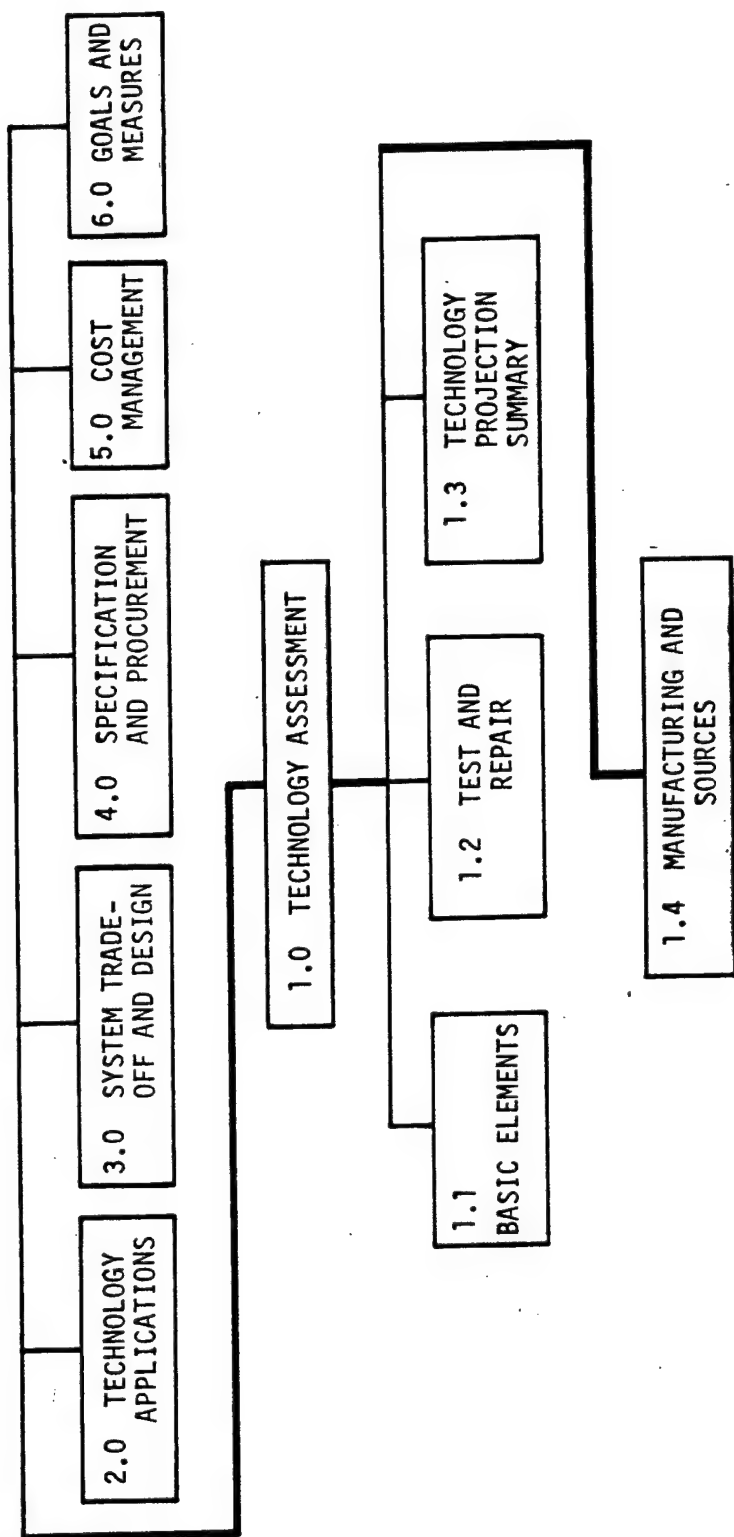 2.0 TECHNOLOGY
APPLICATIONS
3.0 SYSTEM TRADE-
OFF AND DESIGN
4.0 SPECIFICATION
AND PROCUREMENT
5.0 COST
MANAGEMENT
6.0 GOALS AND
MEASURES
1.0 TECHNOLOGY ASSESSMENT
1.1
BASIC ELEMENTS
1.2 TEST AND
REPAIR
1.3 TECHNOLOGY
PROJECTION
SUMMARY
1.4 MANUFACTURING AND
SOURCES